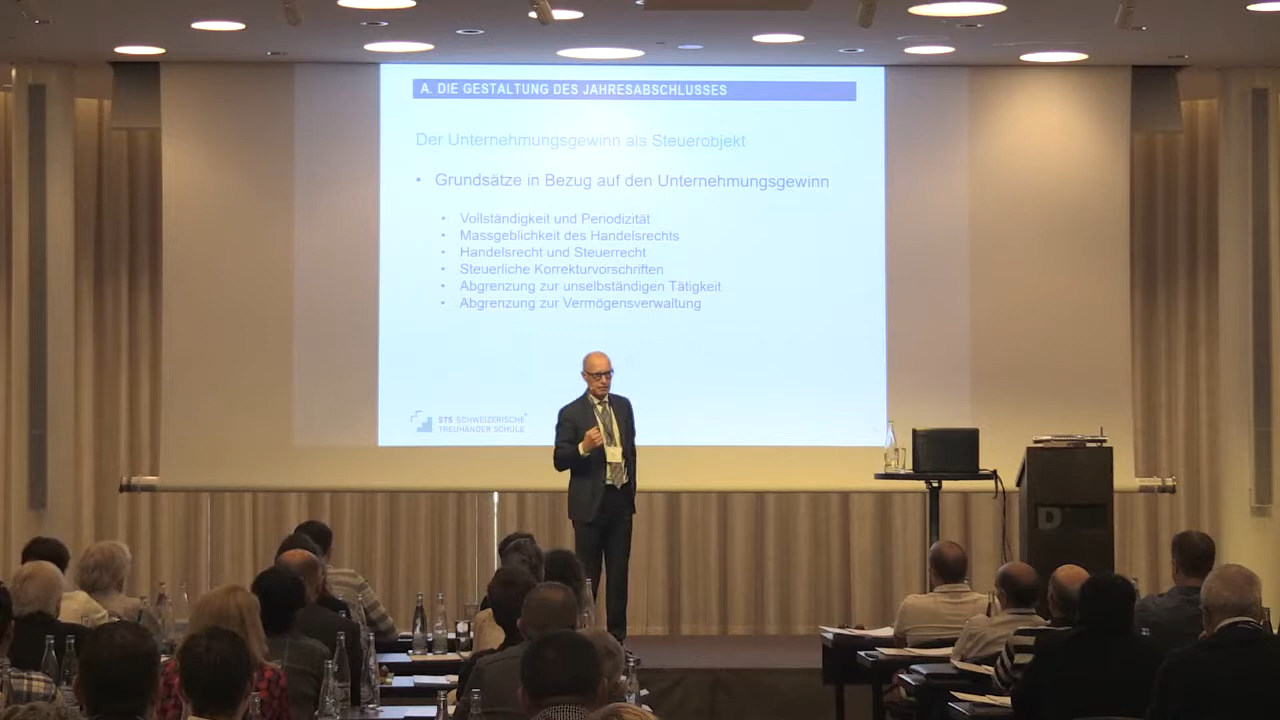 A. DIE GESTALTUNG DES JAHRESABSCHLUSSES
Der Unternehmungsgewinn als Steuerobjekt
• Grundsätze in Bezug auf den Unternehmungsgewinn
• Vollständigkeit und Periodizität
• Massgeblichkeit des Handelsrechts
• Handelsrecht und Steuerrecht
• Steuerliche Korrekturvorschriften
• Abgrenzung zur unselbständigen Tätigkeit
• Abgrenzung zur Vermögensverwaltung
STS SCHWEIZERISCHE
TREUHÄNDER SCHULE
D